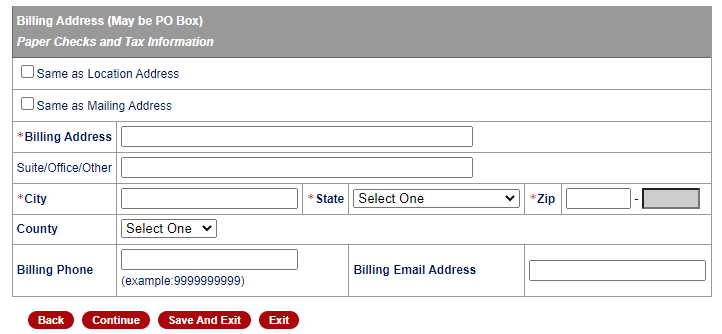 Billing Address (May be PO Box)
Paper Checks and Tax Information
Same as Location Address
Same as Mailing Address
*Billing Address
Suite/Office/Other
*City *State Select One *Zip -
County Select One
Billing Phone (example:9999999999) Billing Email Address
Back Continue Save And Exit Exit